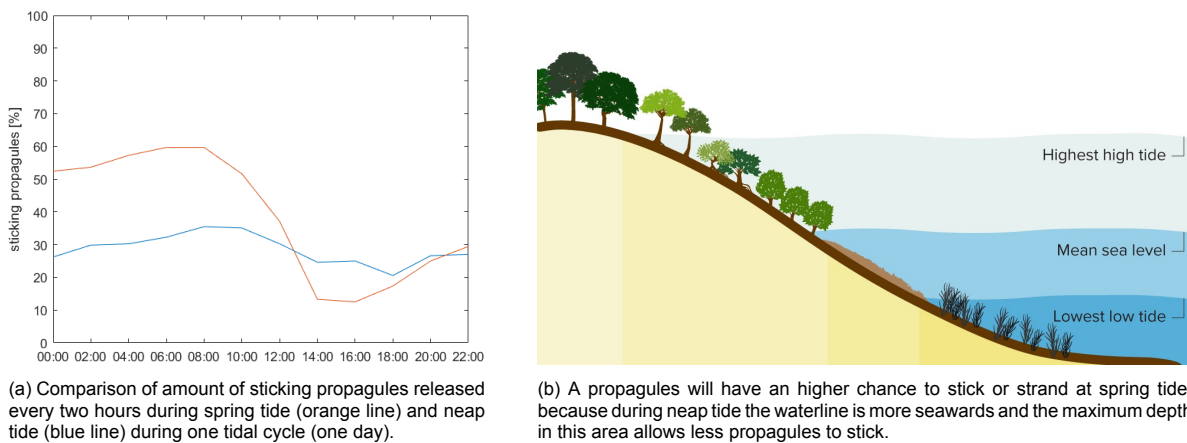 100
90
80
70
60
50
40
30
20
10
0
sticking propagules [%]
00:00 02:00 04:00 06:00 08:00 10:00 12:00 14:00 16:00 18:00 20:00 22:00
(a) Comparison of amount of sticking propagules released
every two hours during spring tide (orange line) and neap
tide (blue line) during one tidal cycle (one day).
Highest high tide
Mean sea level
Lowest low tide
(b) A propagules will have an higher chance to stick or strand at spring tide
because during neap tide the waterline is more seawards and the maximum depth
in this area allows less propagules to stick.